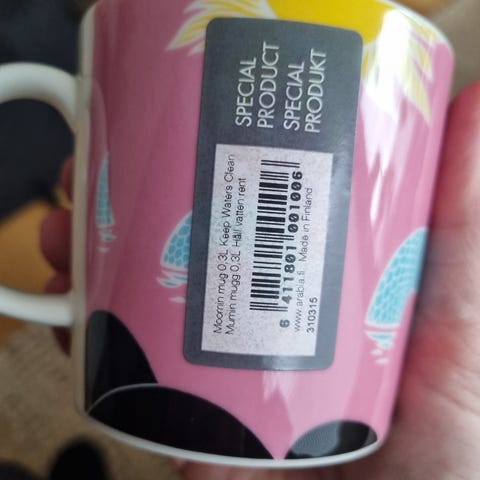 SPECIAL
PRODUCT
SPECIAL
PRODUKT
Moomin mug 0,3L Keep Waters Clean
Mumin mugg 0,3L Håll vatten rent
6 411801 001006
www.arabia.fi Made in Finland
310315